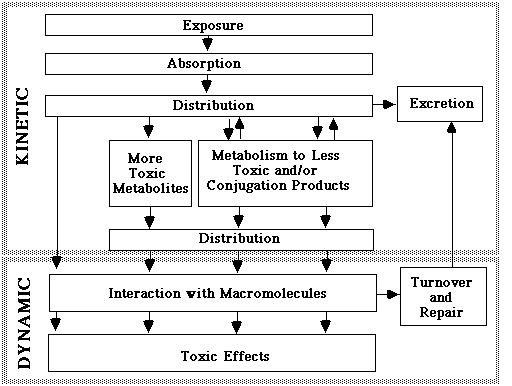 Exposure
Absorption
Distribution
Excretion
KINETIC
More
Toxic
Metabolites
Metabolism to Less
Toxic and/or
Conjugation Products
Distribution
DYNAMIC
Interaction with Macromolecules
Turnover
and
Repair
Toxic Effects